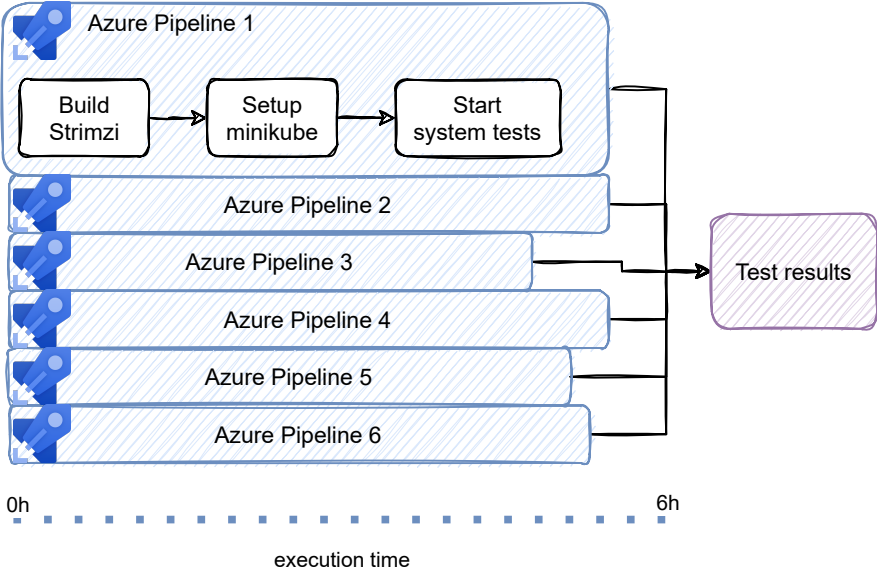 Azure Pipeline 1
Build
Strimzi
Setup
minikube
Start
system tests
Azure Pipeline 2
Azure Pipeline 3
Azure Pipeline 4
Azure Pipeline 5
Azure Pipeline 6
Test results
0h
6h
execution time